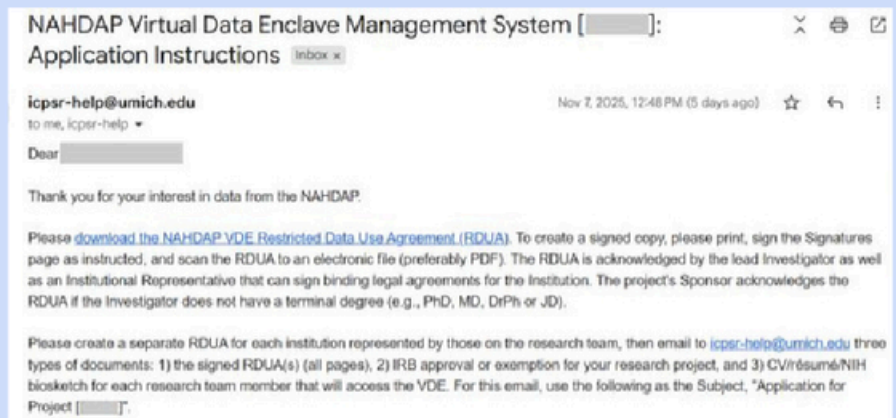 NAHDAP Virtual Data Enclave Management System [ ]:
Application Instructions Inbox x
icpsr-help@umich.edu Nov 7, 2025, 12:48 PM (5 days ago)
to me, icpsr-help
Dear
Thank you for your interest in data from the NAHDAP.
Please download the NAHDAP VDE Restricted Data Use Agreement (RDUA). To create a signed copy, please print, sign the Signatures
page as instructed, and scan the RDUA to an electronic file (preferably PDF). The RDUA is acknowledged by the lead Investigator as well
as an Institutional Representative that can sign binding legal agreements for the Institution. The project's Sponsor acknowledges the
RDUA if the Investigator does not have a terminal degree (e.g., PhD, MD, DrPh or JD).
Please create a separate RDUA for each institution represented by those on the research team, then email to icpsr-help@umich.edu three
types of documents: 1) the signed RDUA(s) (all pages), 2) IRB approval or exemption for your research project, and 3) CV/résumé/NIH
biosketch for each research team member that will access the VDE. For this email, use the following as the Subject, "Application for
Project [ ]".